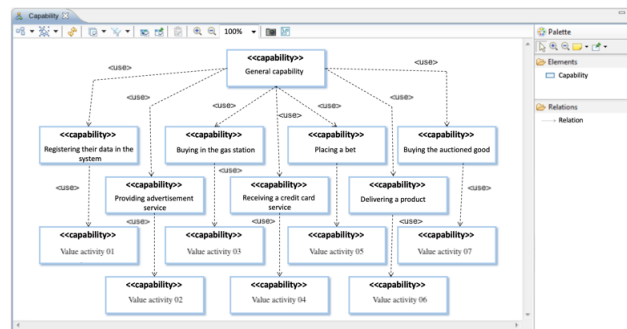 Capability
100%
Palette
<<capability>>
General capability
<use>
<use>
Elements
Capability
<use>
<use>
<use>
<use>
<use>
Relations
Relation
<<capability>>
Registering their data in the
system
<<capability>>
Buying in the gas station
<<capability>>
Placing a bet
<<capability>>
Buying the auctioned good
<<capability>>
Providing advertisement
service
<<capability>>
Receiving a credit card
service
<<capability>>
Delivering a product
<use>
<use>
<use>
<use>
<use>
<use>
<use>
<<capability>>
Value activity 01
<<capability>>
Value activity 03
<<capability>>
Value activity 05
<<capability>>
Value activity 07
<<capability>>
Value activity 02
<<capability>>
Value activity 04
<<capability>>
Value activity 06